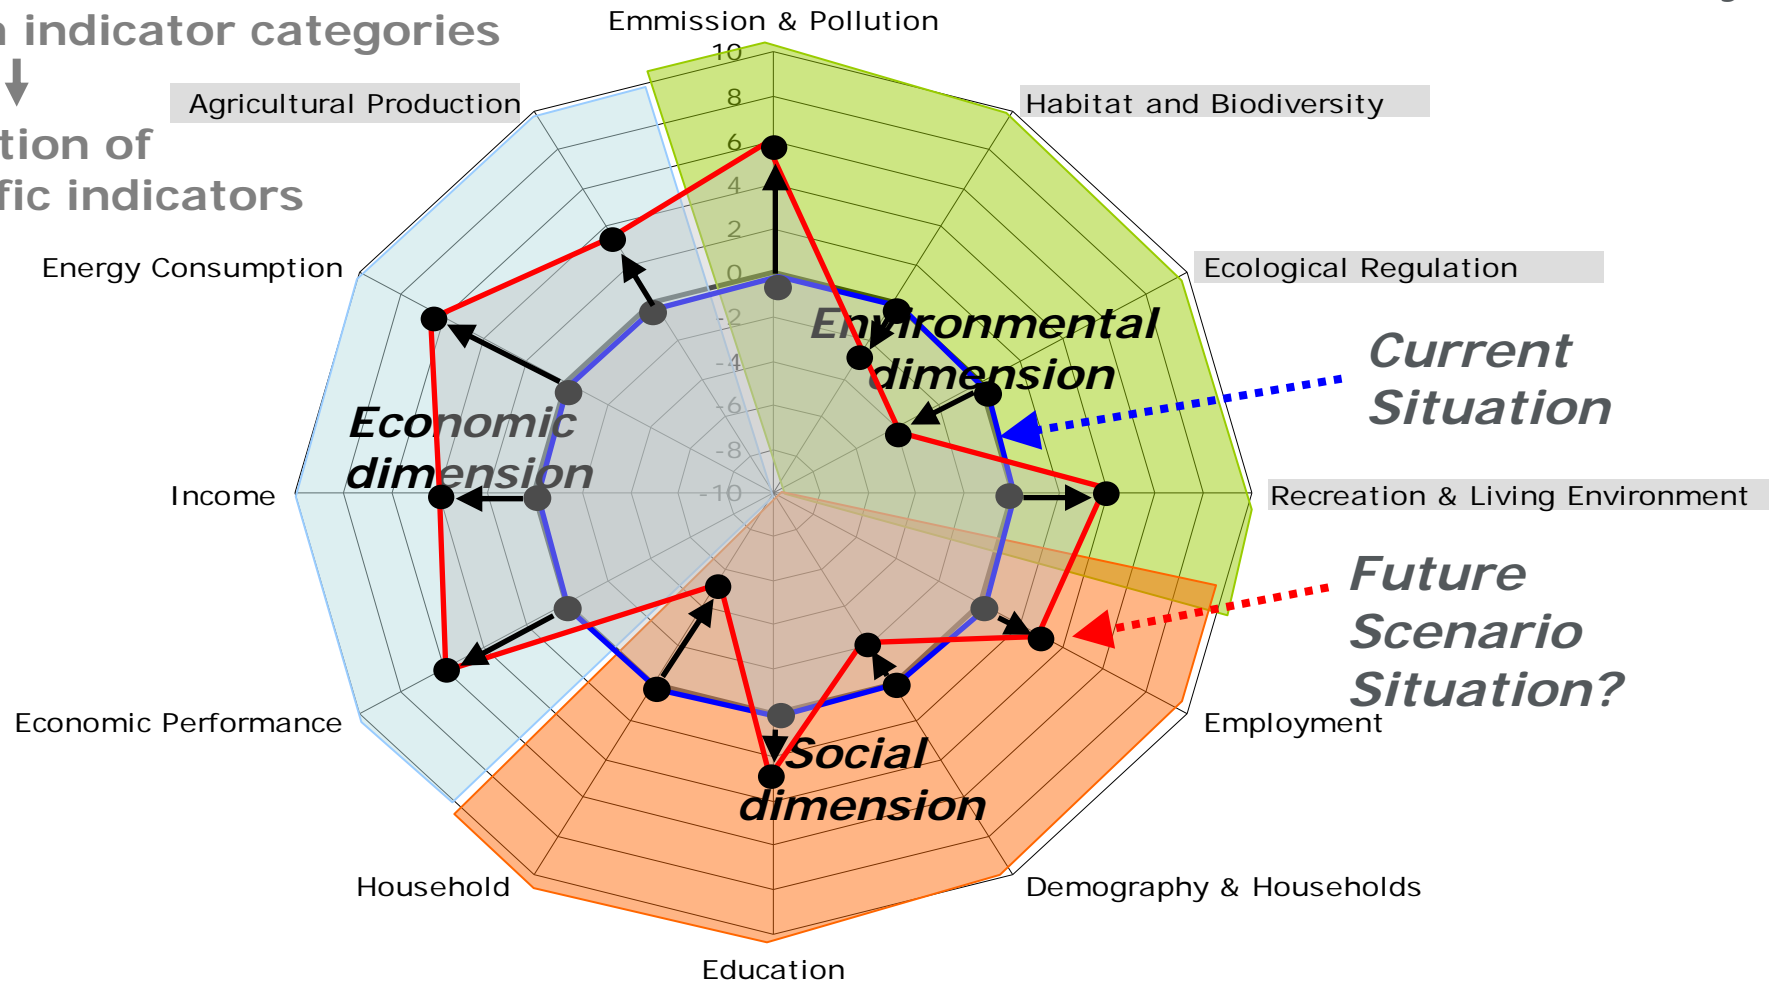 indicator categories
Emmission & Pollution
Agricultural Production
Habitat and Biodiversity
of
indicators
Energy Consumption
Ecological Regulation
10
8
6
4
2
0
-2
-4
-6
-8
-10
Environmental
dimension
Current
Situation
Economic
dimension
Income
Recreation & Living Environment
Future
Scenario
Situation?
Economic Performance
Employment
Social
dimension
Household
Demography & Households
Education